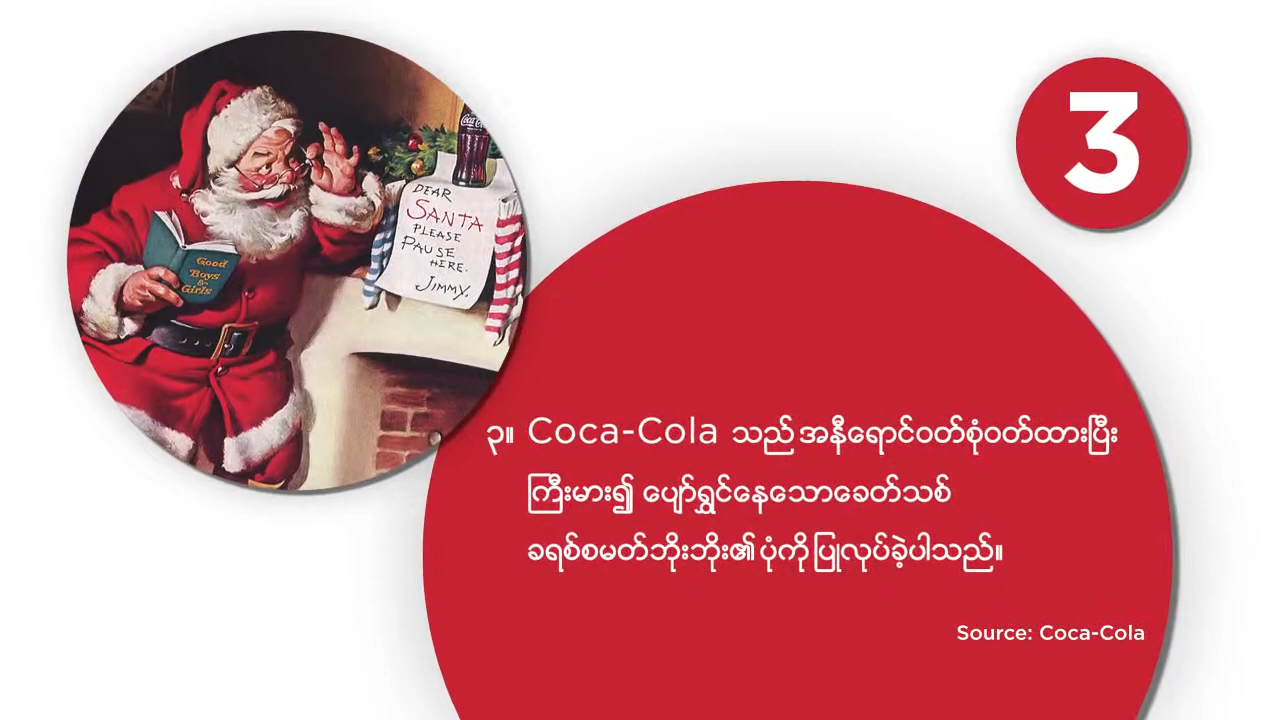 Coca-Cola
DEAR
SANTA
PLEASE
PAUSE
HERE.
JIMMY.
Good
Boys
&
Girls
3
၃။ Coca-Cola သည် အနီရောင်ဝတ်စုံဝတ်ထားပြီး
ကြီးမား၍ ပျော်ရွှင်နေသောခေတ်သစ်
ခရစ်စမတ်ဘိုးဘိုး၏ ပုံကို ပြုလုပ်ခဲ့ပါသည်။
Source: Coca-Cola